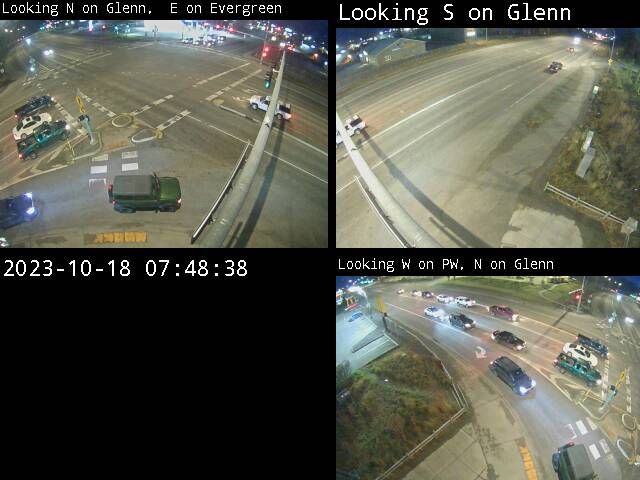 Looking N on Glenn, E on Evergreen
Looking S on Glenn
2023-10-18 07:48:38
Looking W on PW, N on Glenn